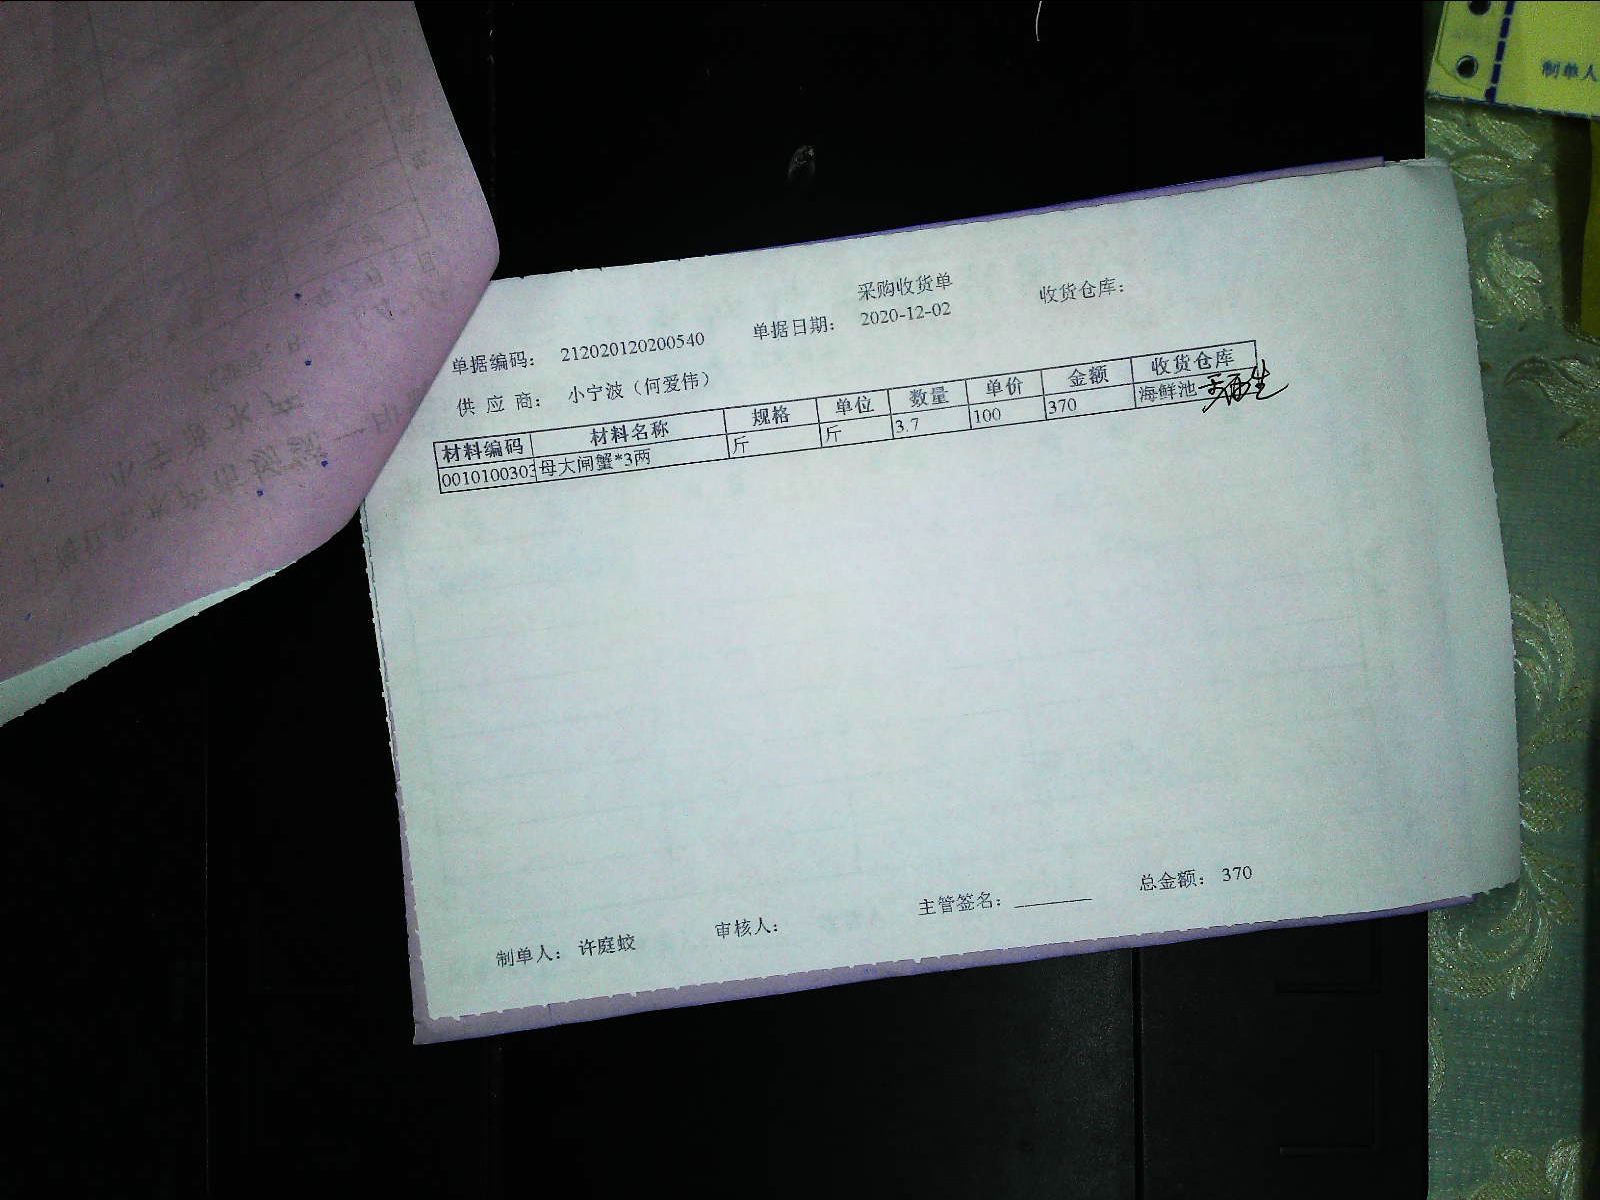 采购收货单
单据编码: 212020120200540 单据日期: 2020-12-02 收货仓库:
供 应 商: 小宁波（何爱伟）
材料编码 材料名称 规格 单位 数量 单价 金额 收货仓库
0010100303 母大闸蟹*3两 斤 斤 3.7 100 370 海鲜池
总金额: 370
制单人: 许庭蛟 审核人: 主管签名: ________
制单人